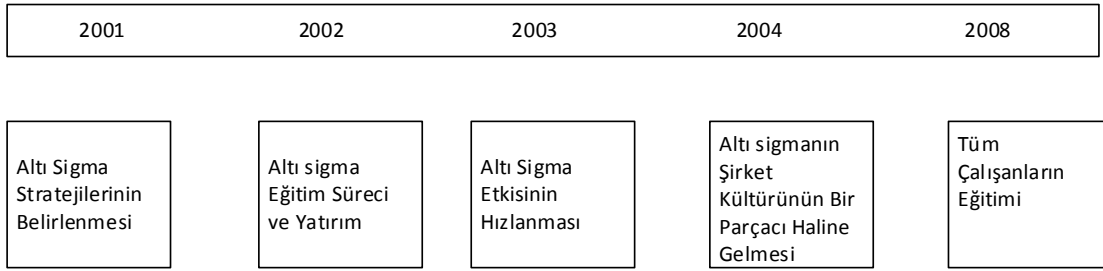 2001 2002 2003 2004 2008
Altı Sigma
Stratejilerinin
Belirlenmesi
Altı sigma
Eğitim Süreci
ve Yatırım
Altı Sigma
Etkisinin
Hızlanması
Altı sigmanın
Şirket
Kültürünün Bir
Parçacı Haline
Gelmesi
Tüm
Çalışanların
Eğitimi